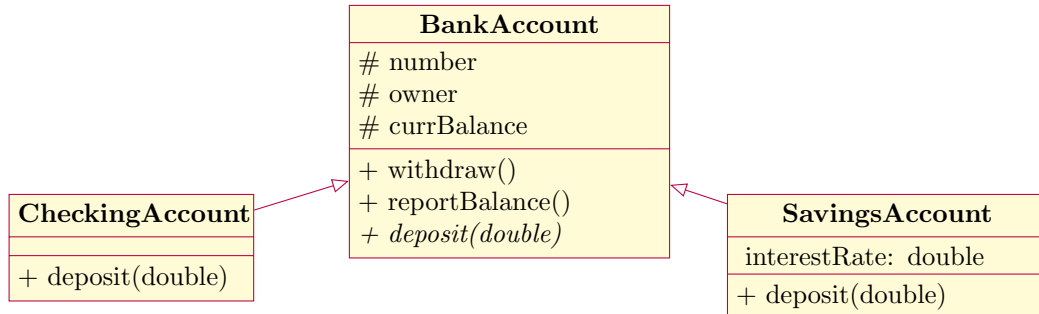 BankAccount
# number
# owner
# currBalance
+ withdraw()
+ reportBalance()
+ deposit(double)
CheckingAccount
+ deposit(double)
SavingsAccount
interestRate: double
+ deposit(double)